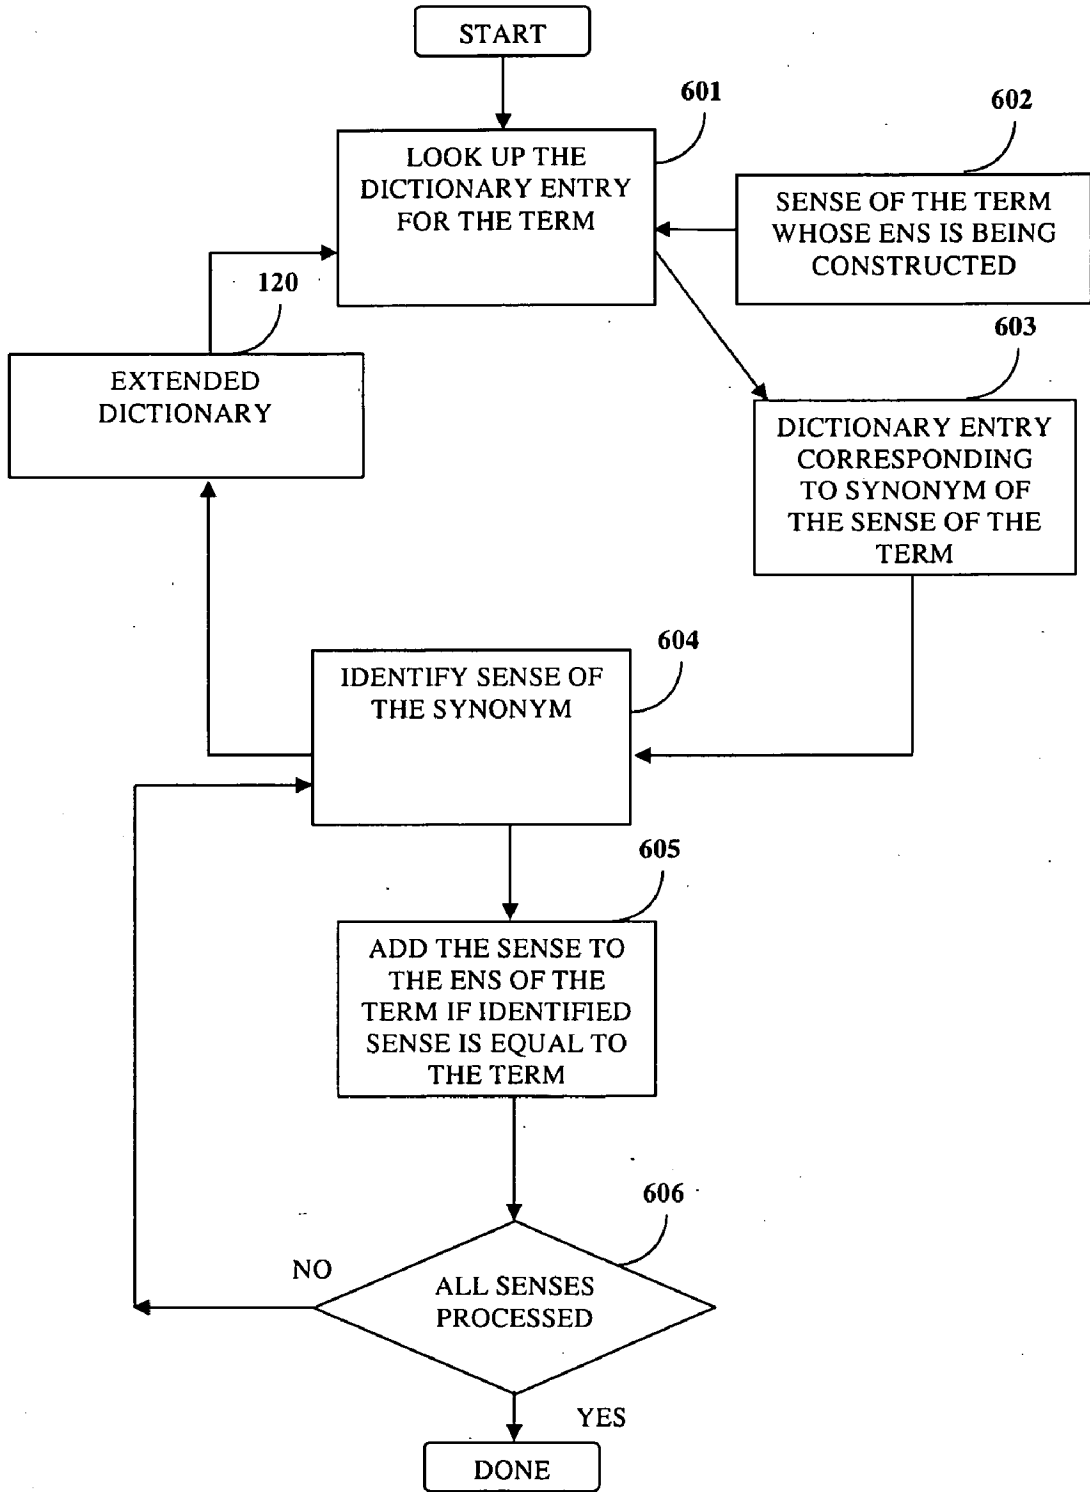 START
601
LOOK UP THE
DICTIONARY ENTRY
FOR THE TERM
602
SENSE OF THE TERM
WHOSE ENS IS BEING
CONSTRUCTED
120
EXTENDED
DICTIONARY
603
DICTIONARY ENTRY
CORRESPONDING
TO SYNONYM OF
THE SENSE OF THE
TERM
604
IDENTIFY SENSE OF
THE SYNONYM
605
ADD THE SENSE TO
THE ENS OF THE
TERM IF IDENTIFIED
SENSE IS EQUAL TO
THE TERM
606
NO
ALL SENSES
PROCESSED
YES
DONE